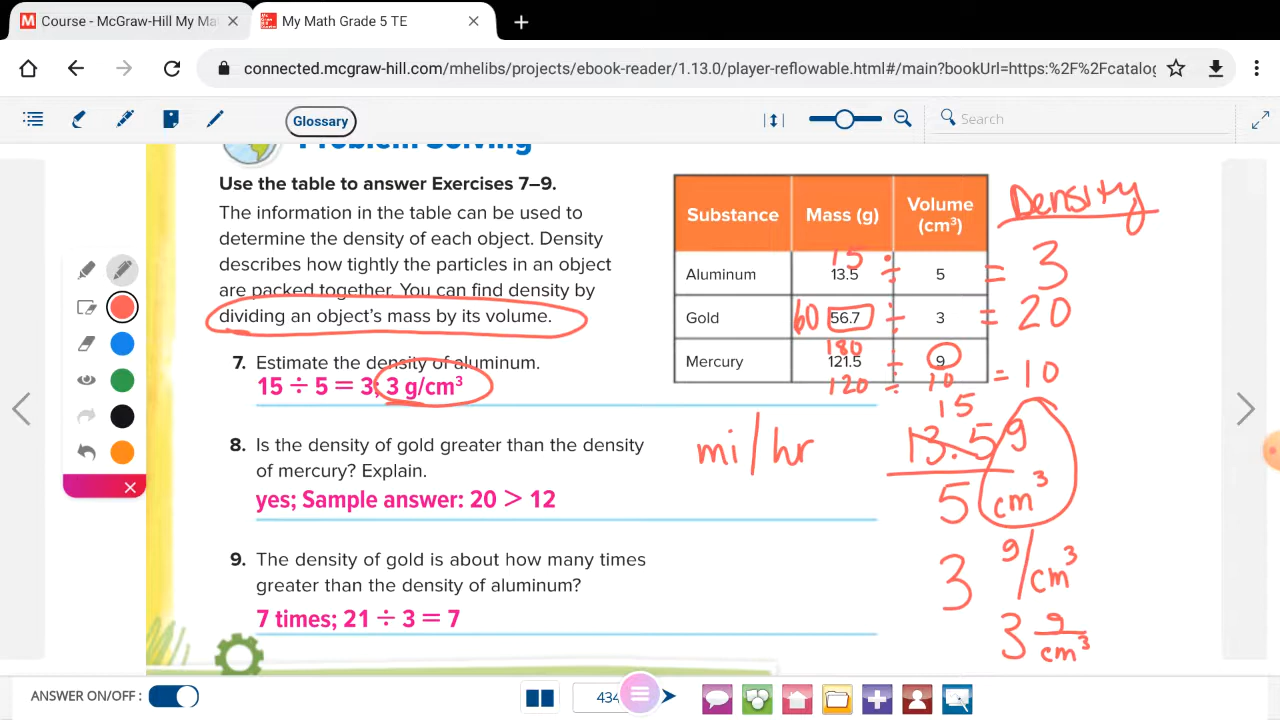 Course - McGraw-Hill My Ma
My Math Grade 5 TE
connected.mcgraw-hill.com/mhelibs/projects/ebook-reader/1.13.0/player-reflowable.html#/main?bookUrl=https:%2F%2Fcatalog
Glossary
Search
Problem Solving
Use the table to answer Exercises 7–9.
The information in the table can be used to
determine the density of each object. Density
describes how tightly the particles in an object
are packed together. You can find density by
dividing an object's mass by its volume.
7. Estimate the density of aluminum.
15 ÷ 5 = 3; 3 g/cm³
8. Is the density of gold greater than the density
of mercury? Explain.
yes; Sample answer: 20 > 12
9. The density of gold is about how many times
greater than the density of aluminum?
7 times; 21 ÷ 3 = 7
Substance Mass (g) Volume (cm³) Density
15
Aluminum 13.5 ÷ 5 = 3
Gold 60 56.7 ÷ 3 = 20
180
Mercury 121.5 ÷ 9
120 ÷ 10 = 10
15
mi/hr 13.5 g
5 cm³
3 g/cm³
3 g
cm³
ANSWER ON/OFF:
434